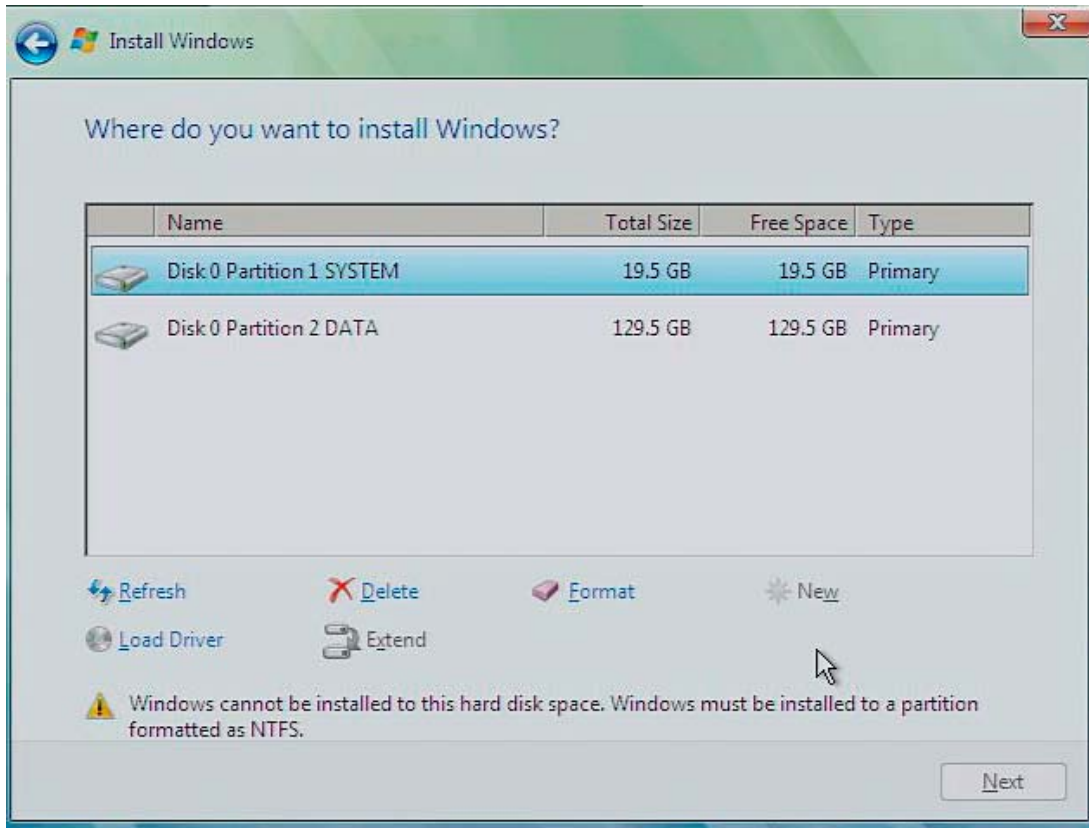 Install Windows
Where do you want to install Windows?
Name Total Size Free Space Type
Disk 0 Partition 1 SYSTEM 19.5 GB 19.5 GB Primary
Disk 0 Partition 2 DATA 129.5 GB 129.5 GB Primary
Refresh Delete Format New
Load Driver Extend
Windows cannot be installed to this hard disk space. Windows must be installed to a partition
formatted as NTFS.
Next